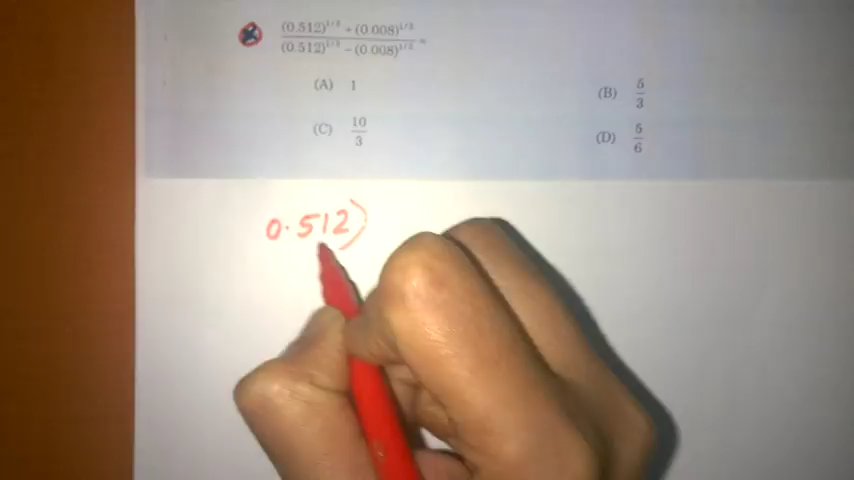 (0.512)^1/3 + (0.008)^1/3
(0.512)^1/3 − (0.008)^1/3 =
(A) 1
(B) 5/3
(C) 10/3
(D) 5/6
0.512)